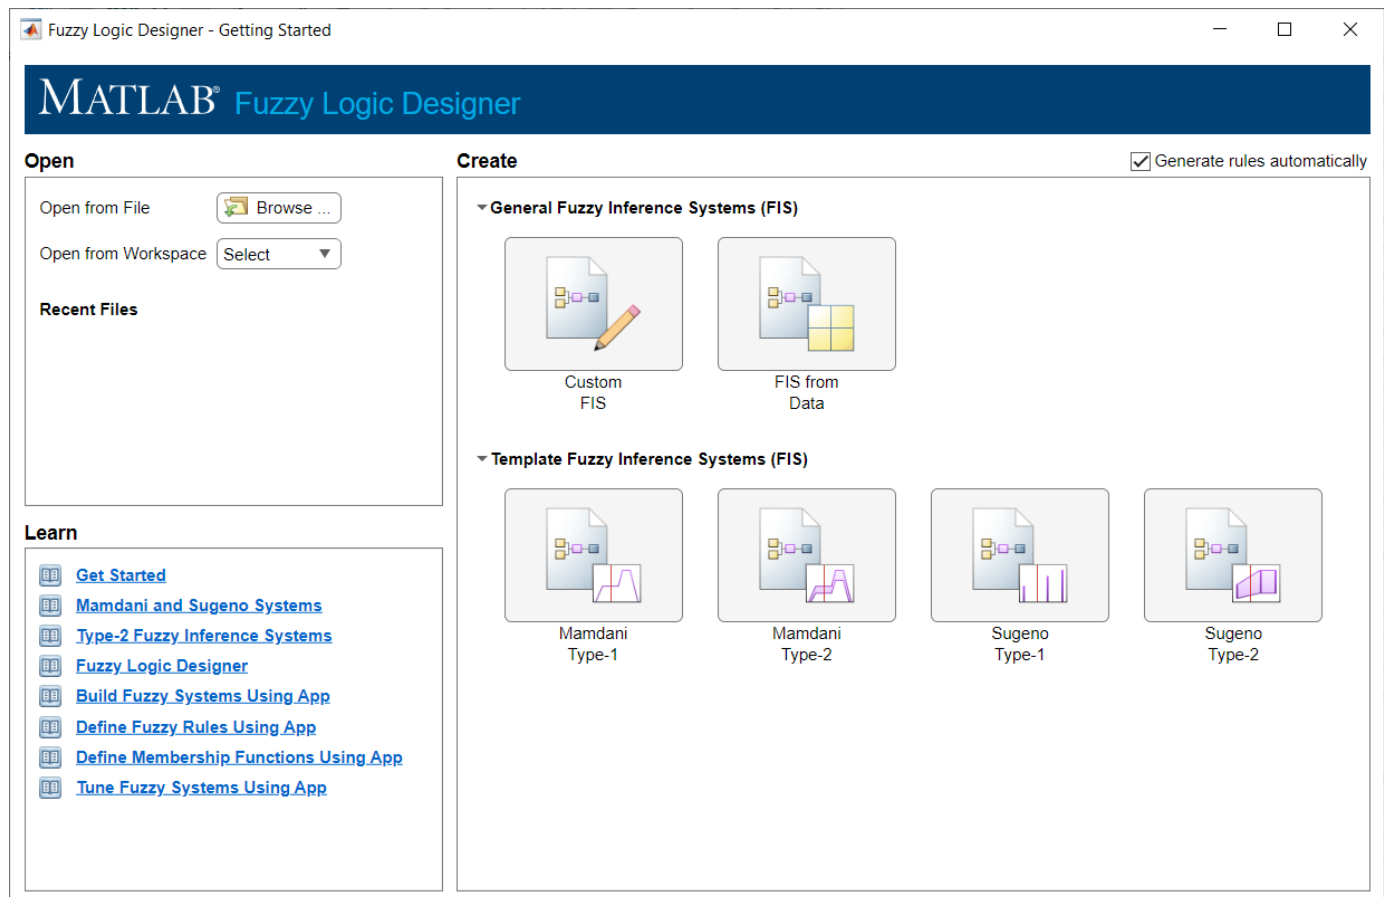 Fuzzy Logic Designer - Getting Started
MATLAB® Fuzzy Logic Designer
Open
Open from File
Browse ...
Open from Workspace
Select
Recent Files
Learn
Get Started
Mamdani and Sugeno Systems
Type-2 Fuzzy Inference Systems
Fuzzy Logic Designer
Build Fuzzy Systems Using App
Define Fuzzy Rules Using App
Define Membership Functions Using App
Tune Fuzzy Systems Using App
Create
Generate rules automatically
General Fuzzy Inference Systems (FIS)
Custom
FIS
FIS from
Data
Template Fuzzy Inference Systems (FIS)
Mamdani
Type-1
Mamdani
Type-2
Sugeno
Type-1
Sugeno
Type-2